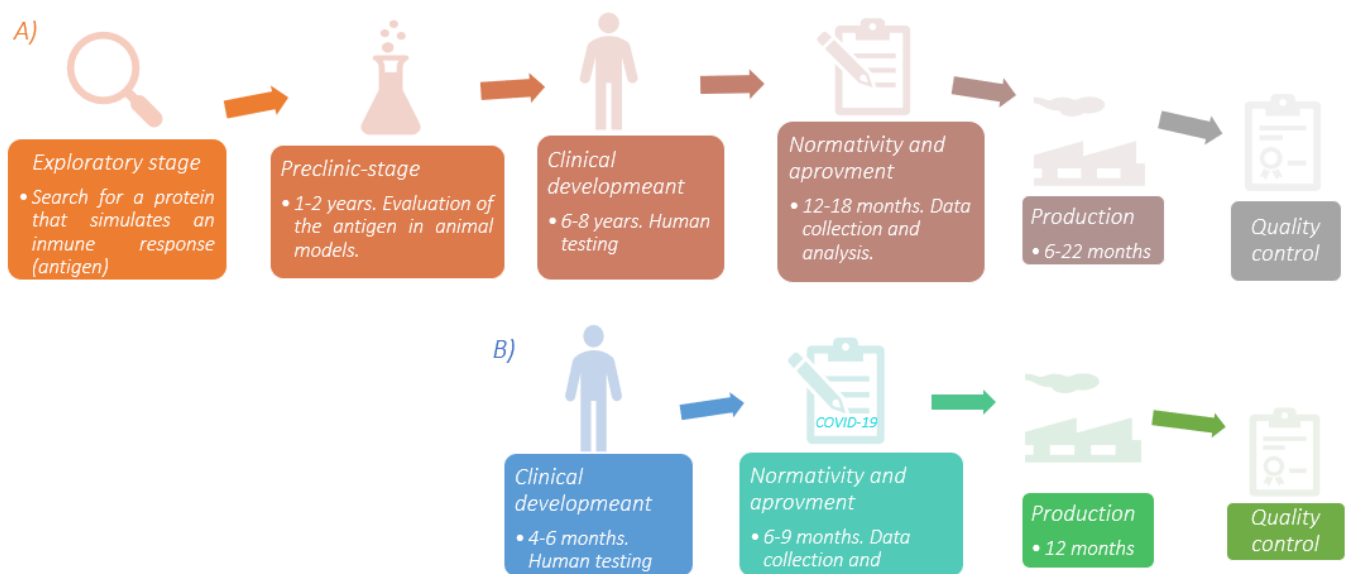 A)
Exploratory stage
• Search for a protein
that simulates an
inmune response
(antigen)
Preclinic-stage
• 1-2 years. Evaluation of
the antigen in animal
models.
Clinical
developmeant
• 6-8 years. Human
testing
Normativity and
aprovment
• 12-18 months. Data
collection and
analysis.
Production
• 6-22 months
Quality
control
B)
Clinical
developmeant
• 4-6 months.
Human testing
COVID-19
Normativity and
aprovment
• 6-9 months. Data
collection and
Production
• 12 months
Quality
control